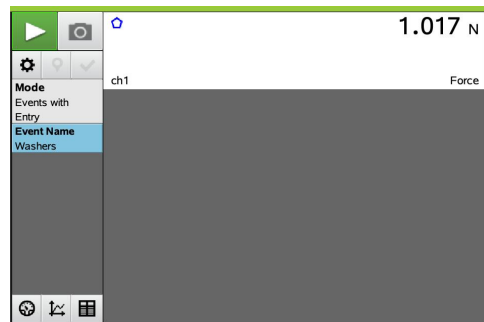 1.017 N
ch1
Force
Mode
Events with
Entry
Event Name
Washers